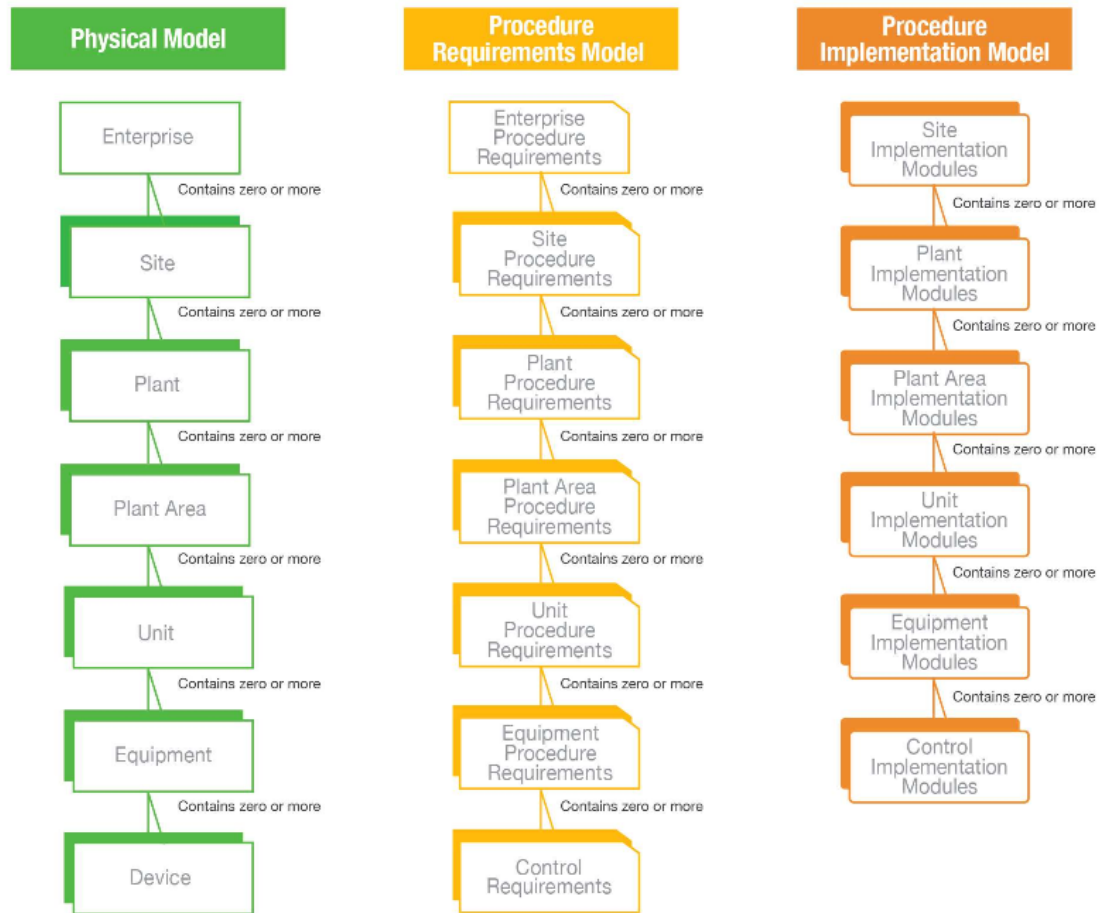 Physical Model
Enterprise
Contains zero or more
Site
Contains zero or more
Plant
Contains zero or more
Plant Area
Contains zero or more
Unit
Contains zero or more
Equipment
Contains zero or more
Device
Procedure
Requirements Model
Enterprise
Procedure
Requirements
Contains zero or more
Site
Procedure
Requirements
Contains zero or more
Plant
Procedure
Requirements
Contains zero or more
Plant Area
Procedure
Requirements
Contains zero or more
Unit
Procedure
Requirements
Contains zero or more
Equipment
Procedure
Requirements
Contains zero or more
Control
Requirements
Procedure
Implementation Model
Site
Implementation
Modules
Contains zero or more
Plant
Implementation
Modules
Contains zero or more
Plant Area
Implementation
Modules
Contains zero or more
Unit
Implementation
Modules
Contains zero or more
Equipment
Implementation
Modules
Contains zero or more
Control
Implementation
Modules